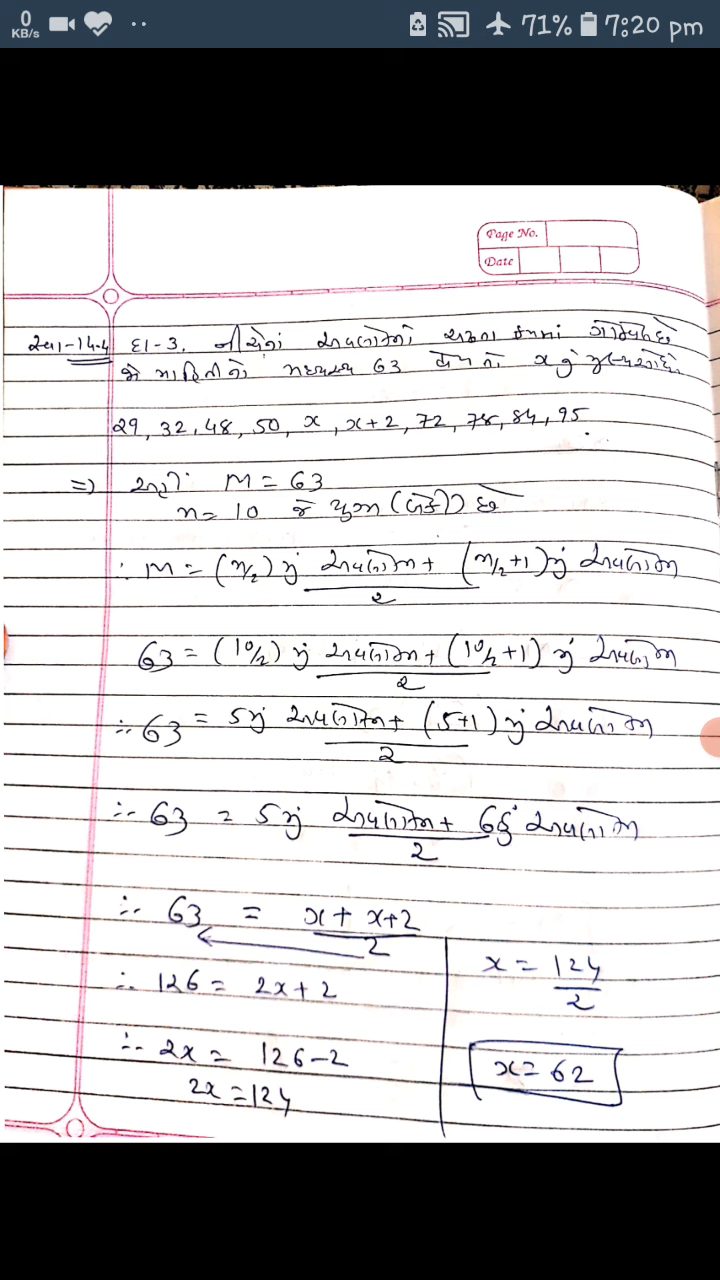 0 KB/s 71% 7:20 pm
Page No.
Date
સ્વા-14.4 દા-3. નીચેનાં અવલોકનો ચડતા ક્રમમાં ગોઠવેલ છે
જો માહિતીનો મધ્યસ્થ 63 હોય તો x નું મૂલ્ય શોધો.
29, 32, 48, 50, x, x+2, 72, 78, 84, 95
⇒ અહીં M = 63
n = 10 જે યુગ્મ (બેકી) છે
∴ M = (n/2) નું અવલોકન + (n/2+1) નું અવલોકન
2
63 = (10/2) નું અવલોકન + (10/2+1) નું અવલોકન
2
∴ 63 = 5નું અવલોકન + (5+1) નું અવલોકન
2
∴ 63 = 5નું અવલોકન + 6ઠ્ઠું અવલોકન
2
∴ 63 = x + x+2
2
∴ 126 = 2x+2
∴ 2x = 126-2
2x = 124
x = 124
2
x = 62